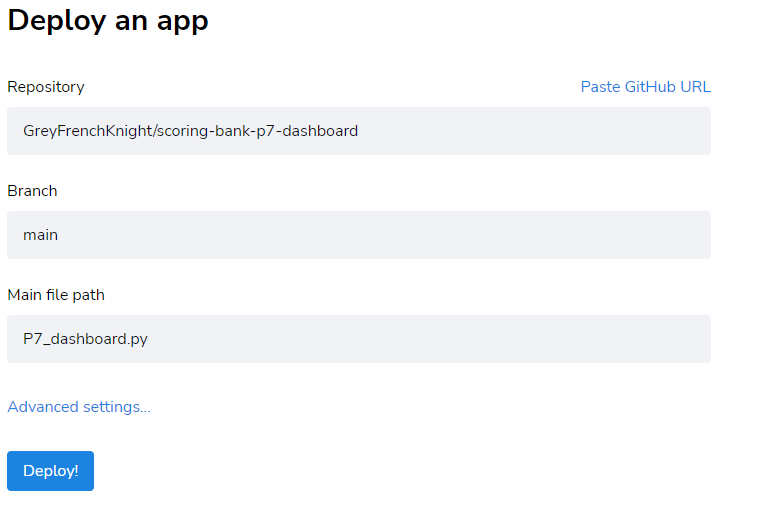 Deploy an app
Repository
Paste GitHub URL
GreyFrenchKnight/scoring-bank-p7-dashboard
Branch
main
Main file path
P7_dashboard.py
Advanced settings...
Deploy!